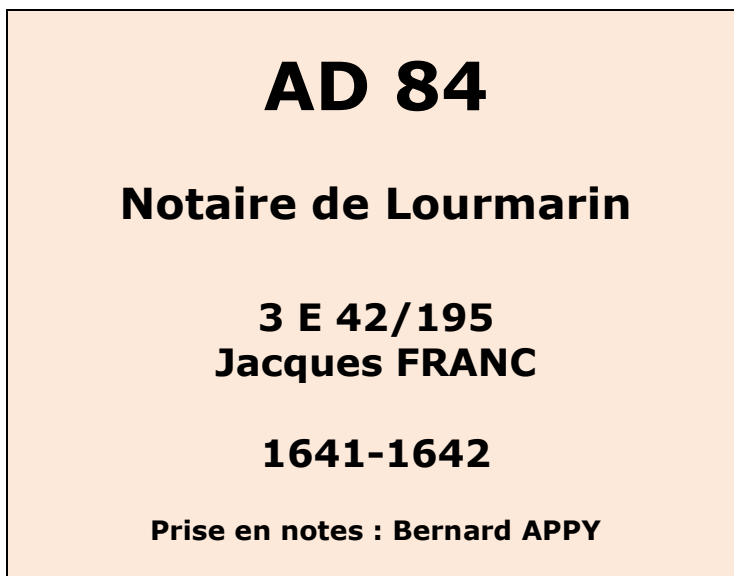 AD 84
Notaire de Lourmarin
3 E 42/195
Jacques FRANC
1641-1642
Prise en notes : Bernard APPY